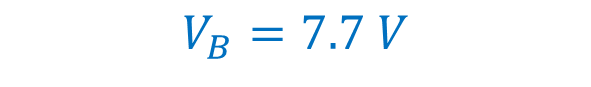 V_B = 7.7 V